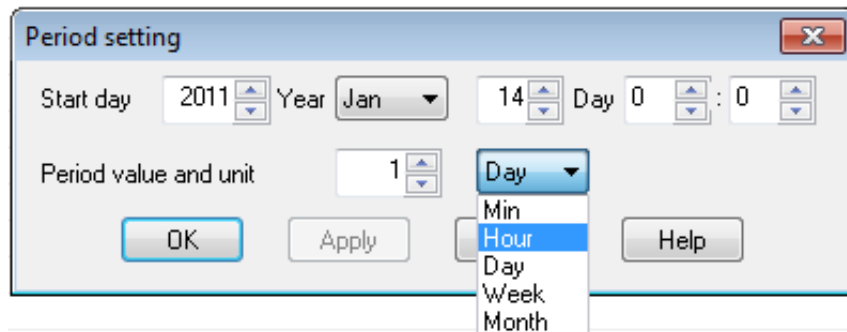 Period setting
Start day 2011 Year Jan 14 Day 0 : 0
Period value and unit 1 Day
Min
OK Apply Hour Help
Day
Week
Month